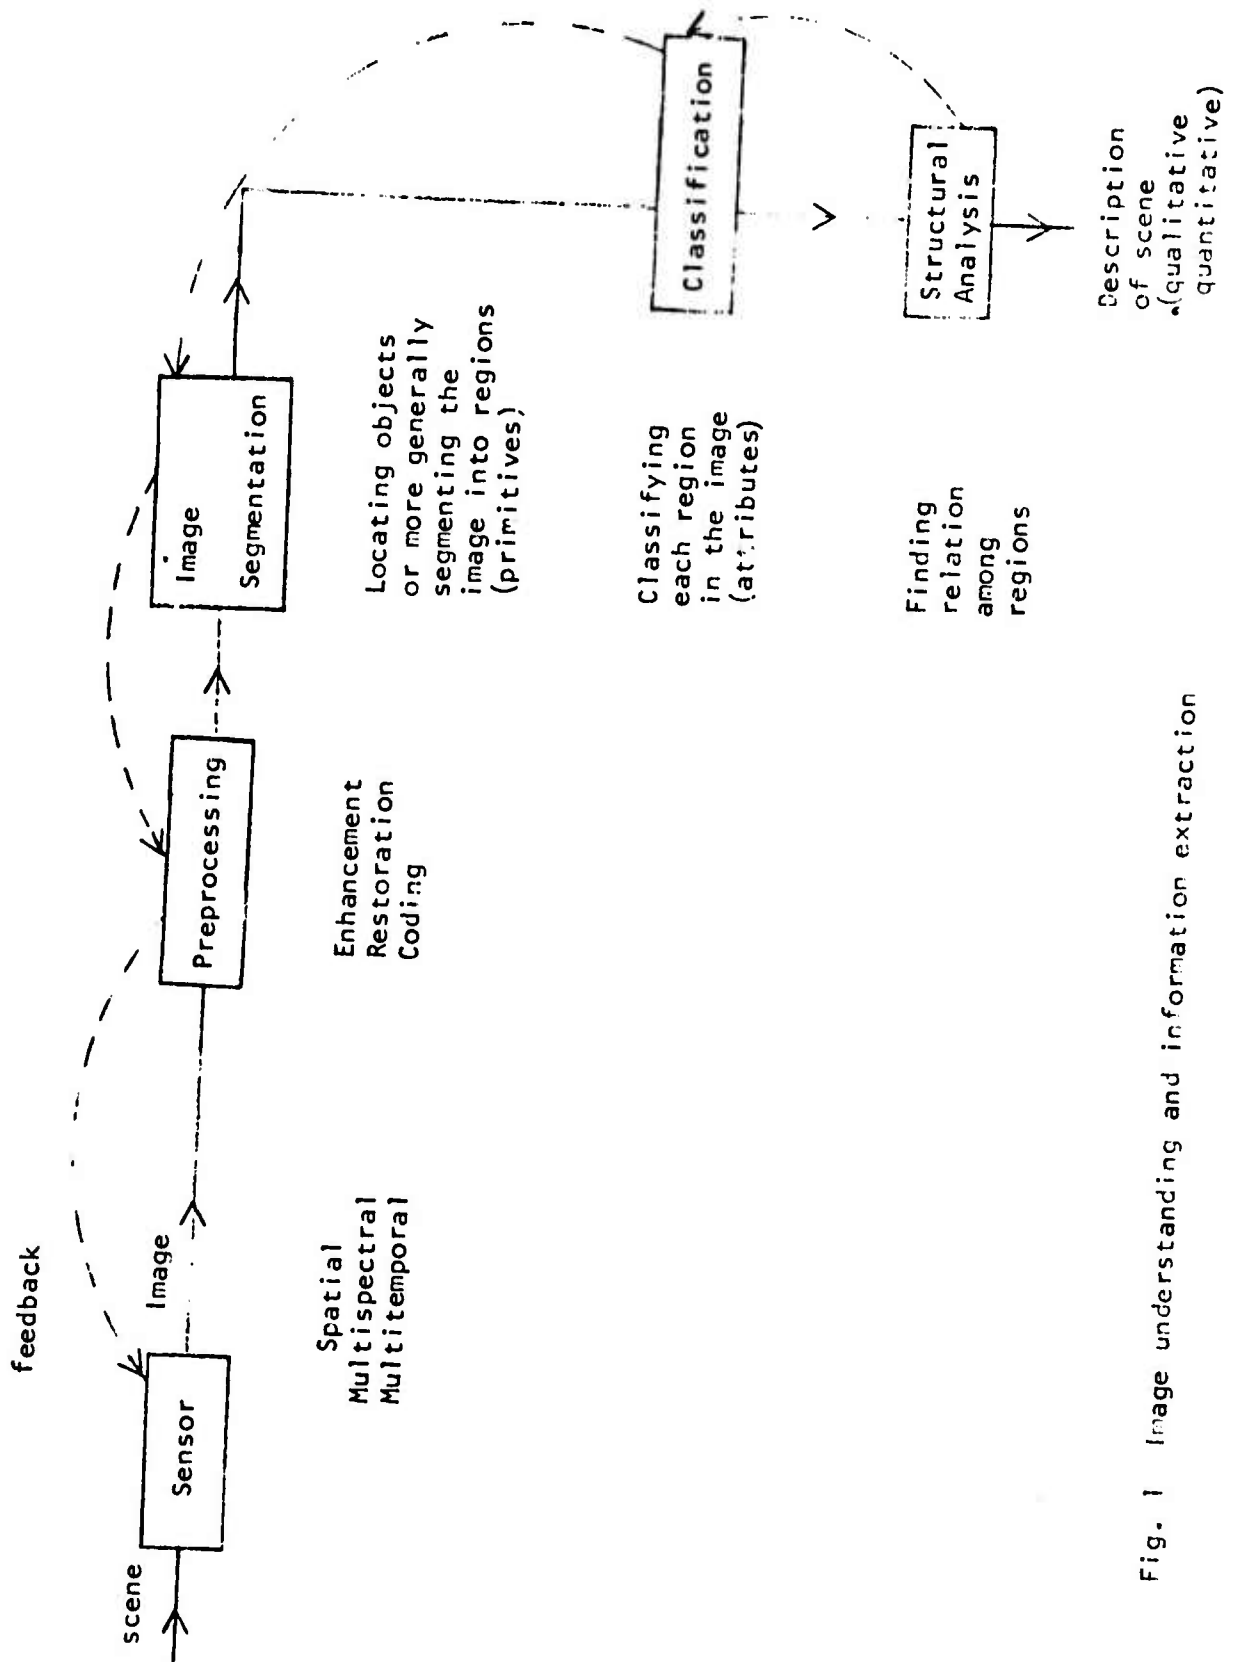 feedback
scene
Sensor
Image
Preprocessing
Image
Segmentation
Classification
Structural
Analysis
Spatial
Multispectral
Multitemporal
Enhancement
Restoration
Coding
Locating objects
or more generally
segmenting the
image into regions
(primitives)
Classifying
each region
in the image
(attributes)
Finding
relation
among
regions
Description
of scene
(qualitative
quantitative)
Fig. 1 Image understanding and information extraction